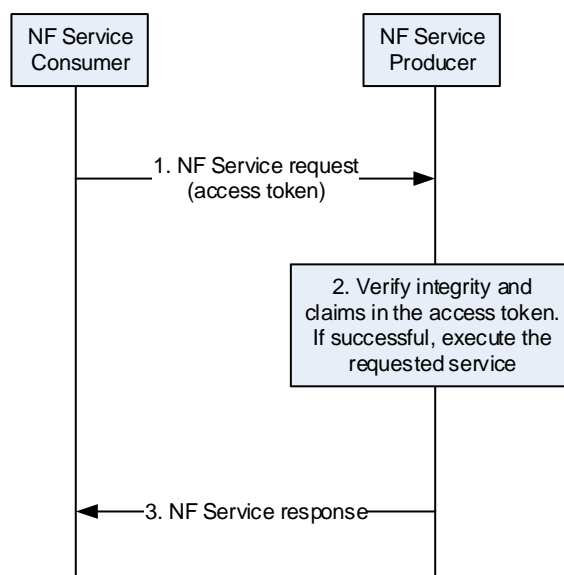 NF Service
Consumer
NF Service
Producer
1. NF Service request
(access token)
2. Verify integrity and
claims in the access token.
If successful, execute the
requested service
3. NF Service response